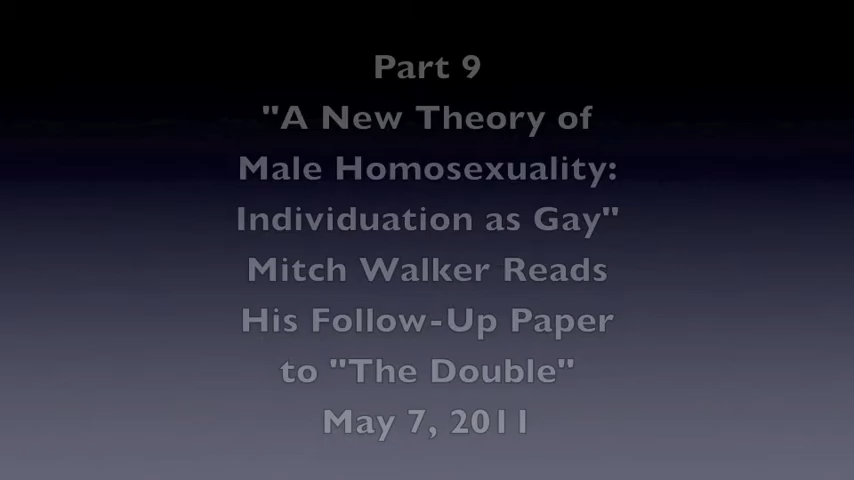 Part 9
"A New Theory of
Male Homosexuality:
Individuation as Gay"
Mitch Walker Reads
His Follow-Up Paper
to "The Double"
May 7, 2011